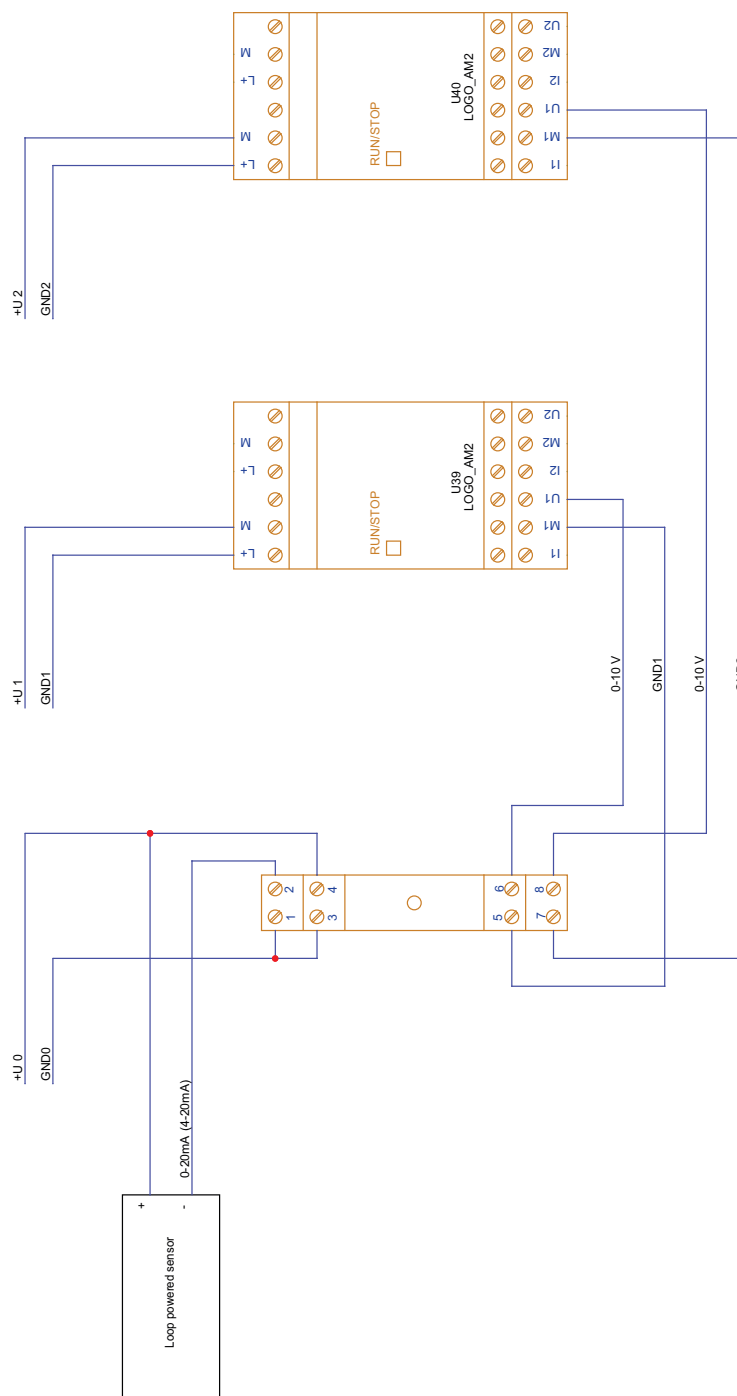 +U 0
GND0
+U 1
GND1
+U 2
GND2
Loop powered sensor
+
-
0-20mA (4-20mA)
1 2
3 4
5 6
7 8
L+ M L+ M
RUN/STOP
U39
LOGO_AM2
I1 M1 U1 I2 M2 U2
L+ M L+ M
RUN/STOP
U40
LOGO_AM2
I1 M1 U1 I2 M2 U2
0-10 V
GND1
0-10 V